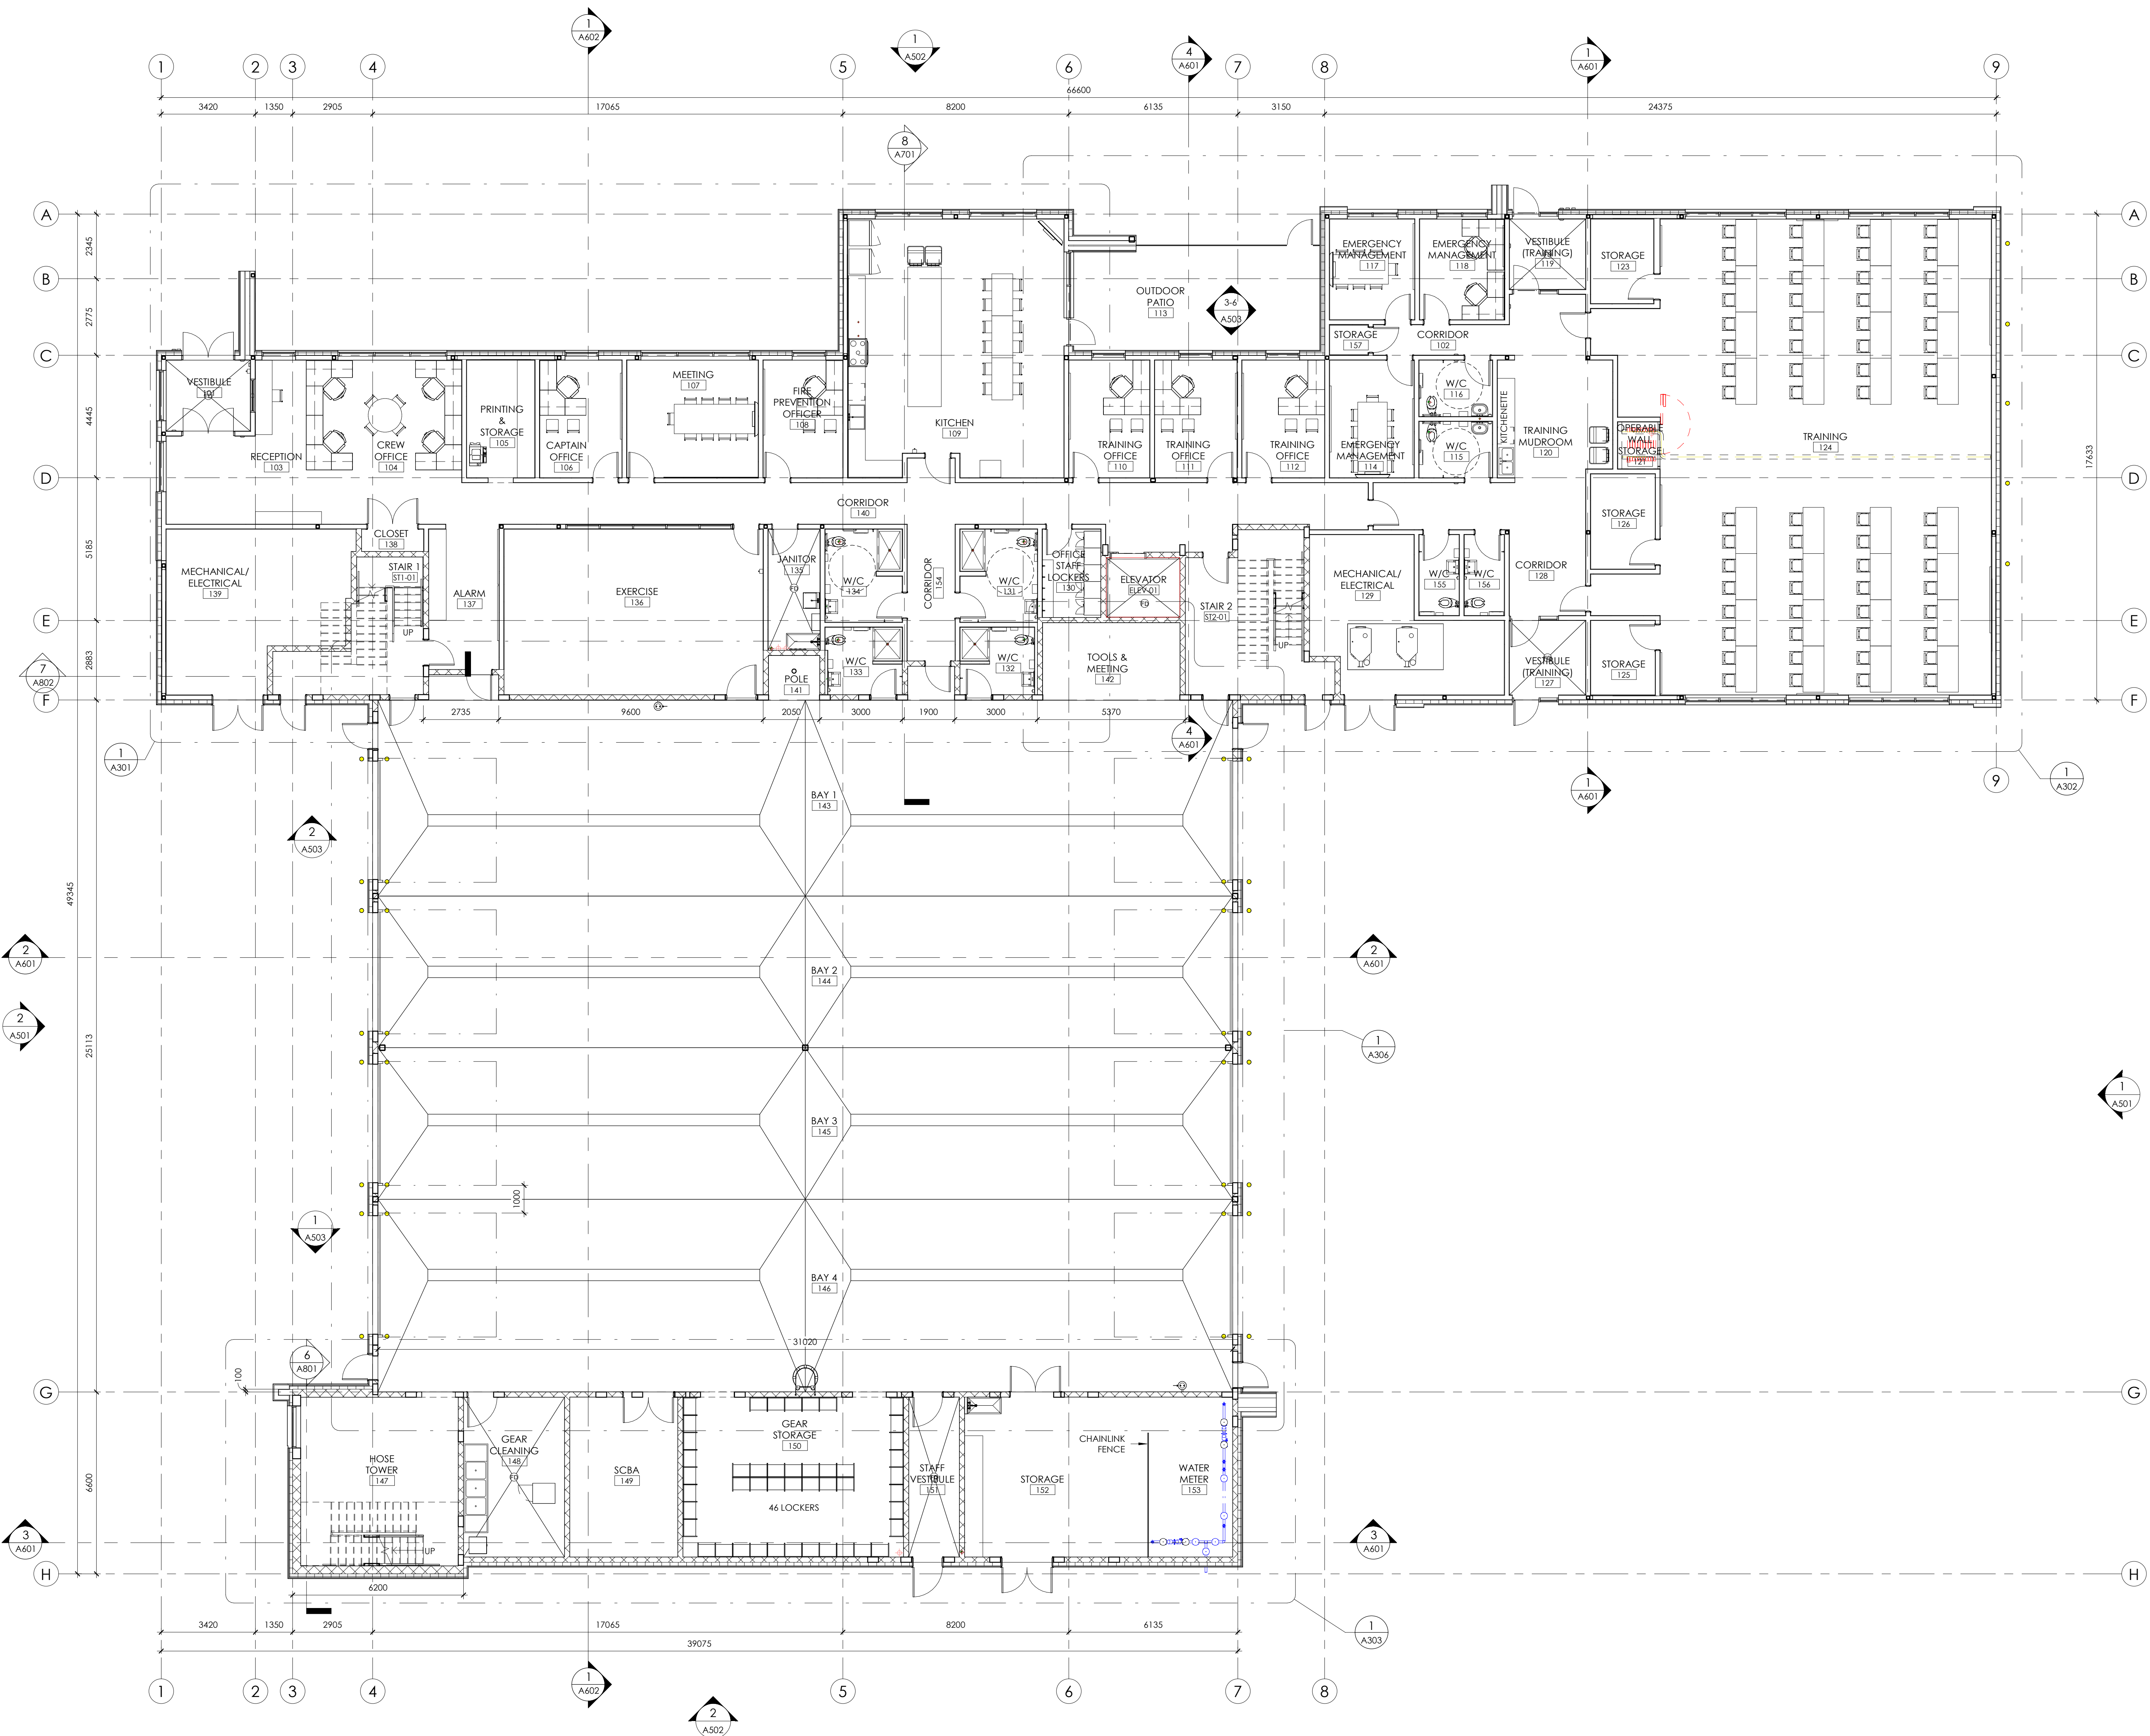 1
A602
1
A502
4
A601
1
A601
1 2 3 4 5 6 7 8 9
66600
3420 1350 2905 17065 8200 6135 3150 24375
8
A701
A
B
C
D
E
F
G
H
A
B
C
D
E
F
G
H
2345
2775
4445
5185
2883
49345
25113
6600
17633
EMERGENCY
MANAGEMENT
117
EMERGENCY
MANAGEMENT
118
VESTIBULE
(TRAINING)
119
STORAGE
123
OUTDOOR
PATIO
113
3-6
A503
STORAGE
157
CORRIDOR
102
VESTIBULE
101
RECEPTION
103
CREW
OFFICE
104
PRINTING
&
STORAGE
105
CAPTAIN
OFFICE
106
MEETING
107
FIRE
PREVENTION
OFFICER
108
KITCHEN
109
TRAINING
OFFICE
110
TRAINING
OFFICE
111
TRAINING
OFFICE
112
EMERGENCY
MANAGEMENT
114
W/C
116
W/C
115
KITCHENETTE
TRAINING
MUDROOM
120
OPERABLE
WALL
STORAGE
121
TRAINING
124
CORRIDOR
140
STORAGE
126
MECHANICAL/
ELECTRICAL
139
CLOSET
138
STAIR 1
ST1-01
UP
ALARM
137
EXERCISE
136
JANITOR
135
FD
W/C
134
CORRIDOR
154
W/C
131
OFFICE
STAFF
LOCKERS
130
ELEVATOR
ELEV-01
FD
STAIR 2
ST2-01
UP
MECHANICAL/
ELECTRICAL
129
W/C
155
W/C
156
CORRIDOR
128
W/C
133
W/C
132
POLE
141
TOOLS &
MEETING
142
VESTIBULE
(TRAINING)
127
STORAGE
125
7
A802
2735 9600 2050 3000 1900 3000 5370
1
A301
4
A601
1
A601
9
1
A302
BAY 1
143
2
A503
BAY 2
144
2
A601
2
A601
2
A501
1
A306
1
A501
BAY 3
145
1000
1
A503
BAY 4
146
31020
6
A801
100
HOSE
TOWER
147
UP
GEAR
CLEANING
148
FD
SCBA
149
GEAR
STORAGE
150
46 LOCKERS
STAFF
VESTIBULE
151
STORAGE
152
CHAINLINK
FENCE
WATER
METER
153
3
A601
3
A601
6200
3420 1350 2905 17065 8200 6135
39075
1
A303
1 2 3 4 5 6 7 8
1
A602
2
A502